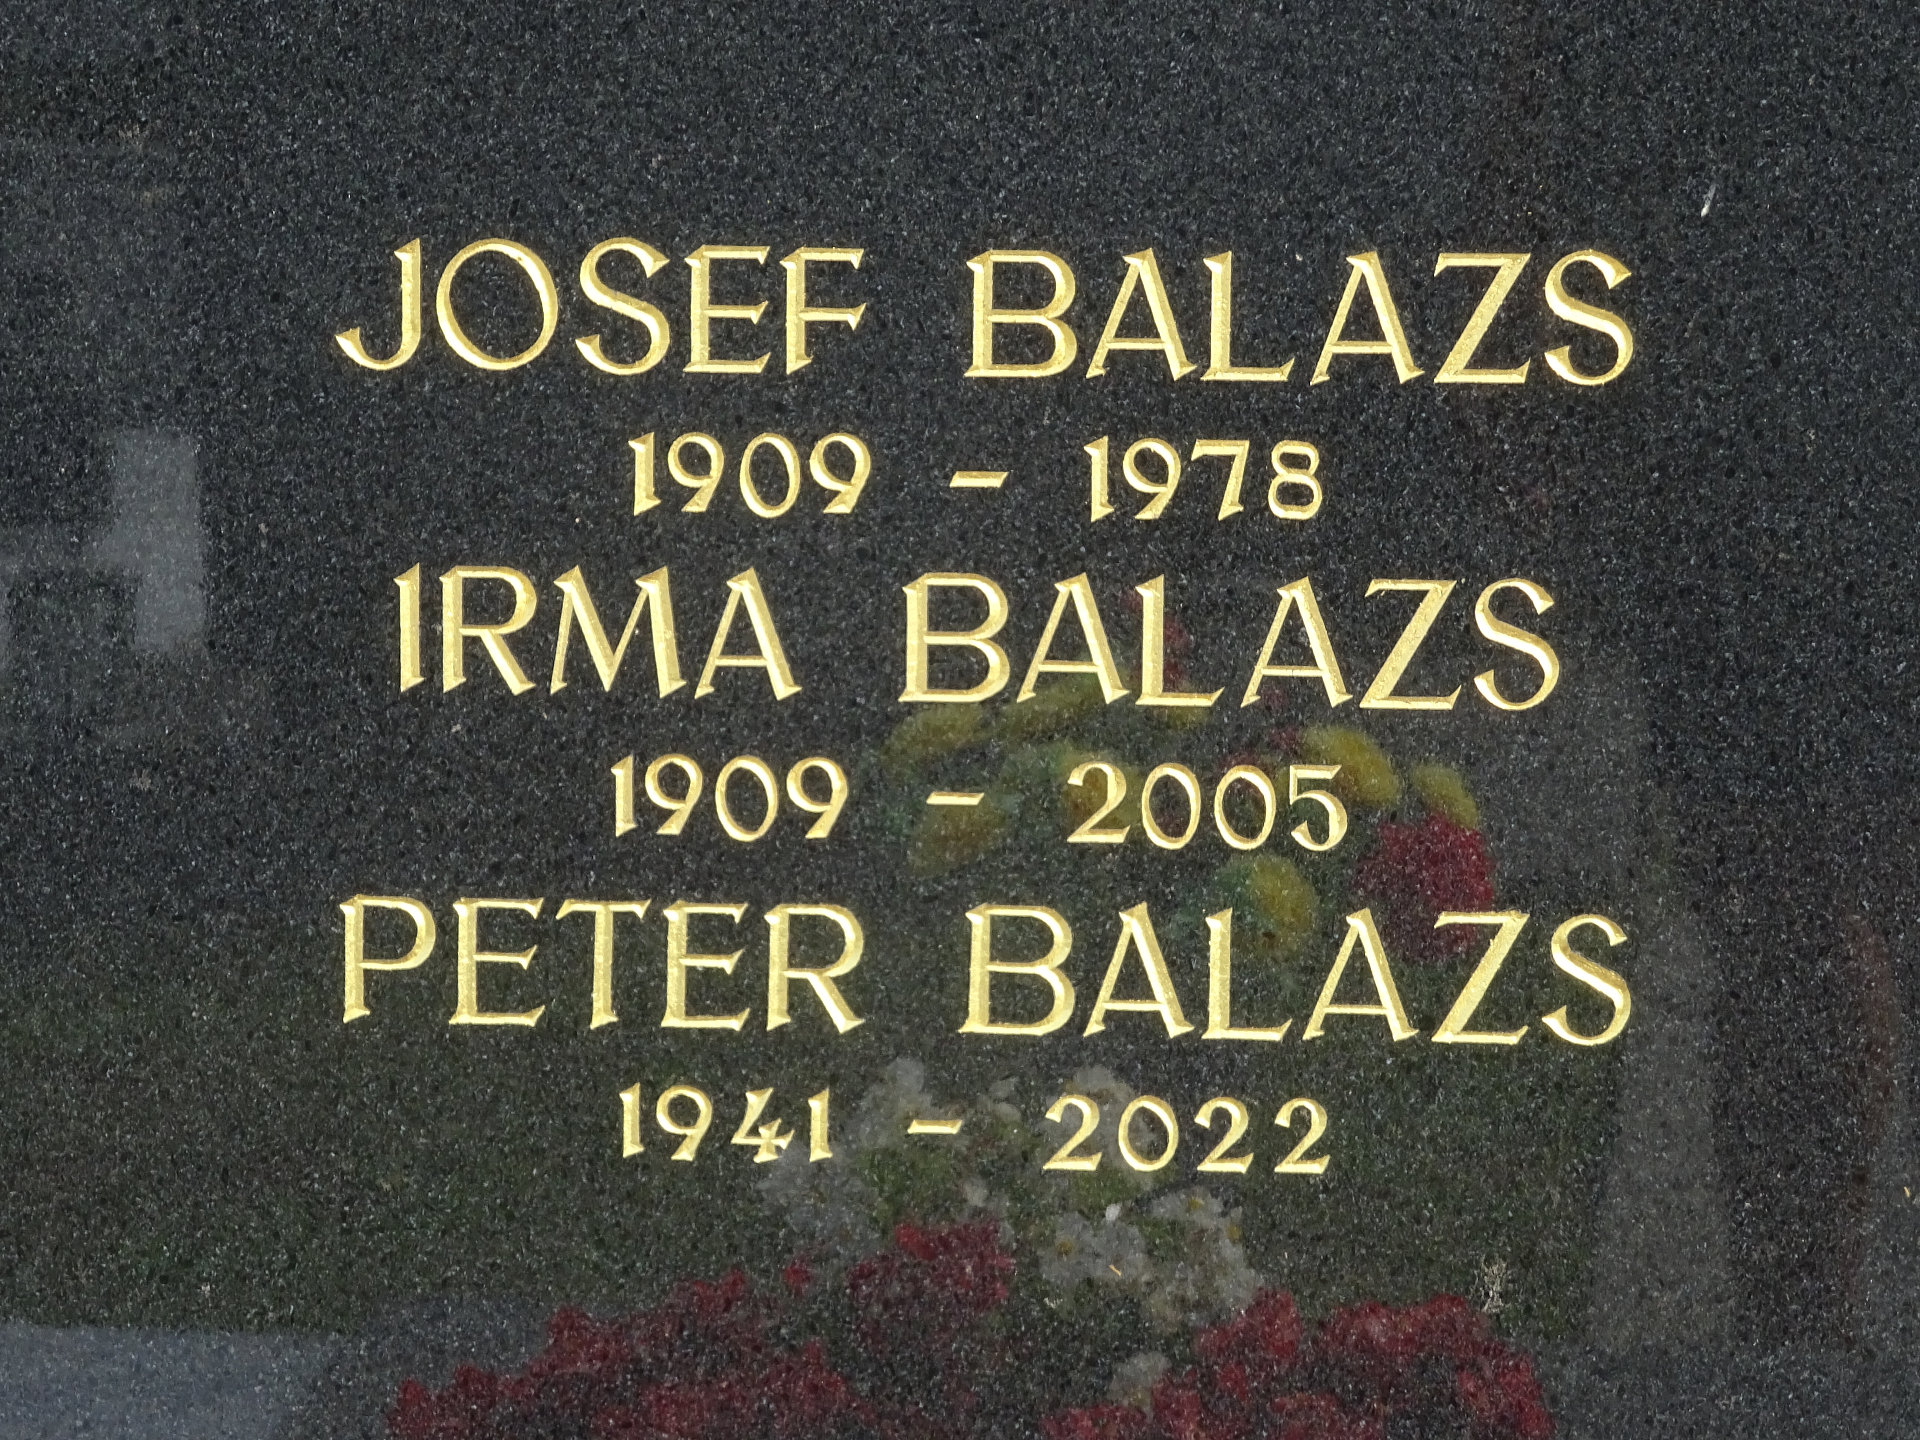 JOSEF BALAZS
1909 - 1978
IRMA BALAZS
1909 - 2005
PETER BALAZS
1941 - 2022